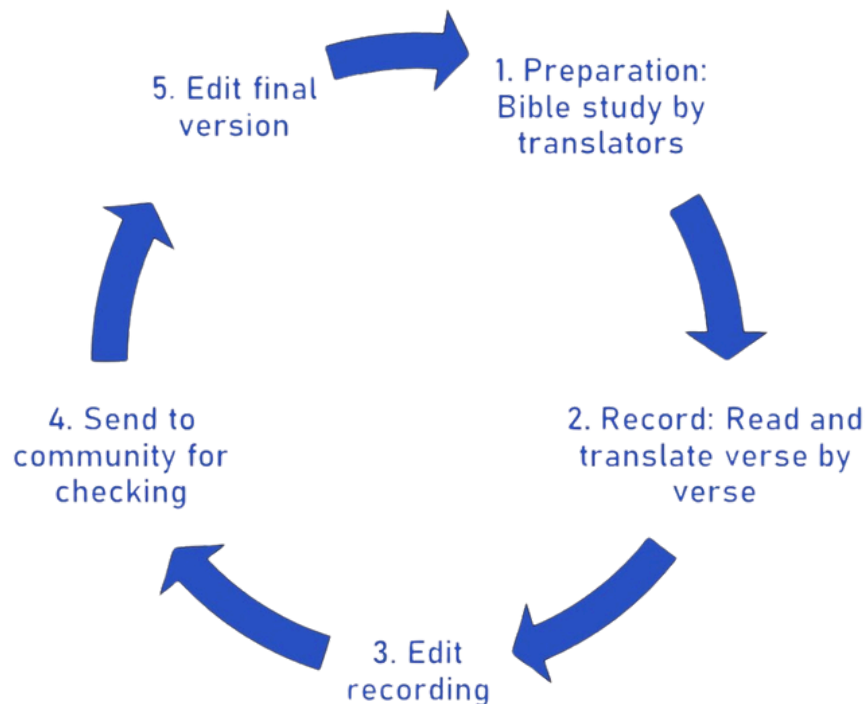 1. Preparation:
Bible study by
translators
2. Record: Read and
translate verse by
verse
3. Edit
recording
4. Send to
community for
checking
5. Edit final
version